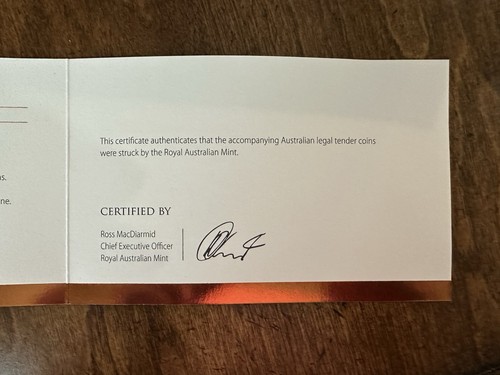 This certificate authenticates that the accompanying Australian legal tender coins
were struck by the Royal Australian Mint.
CERTIFIED BY
Ross MacDiarmid
Chief Executive Officer
Royal Australian Mint